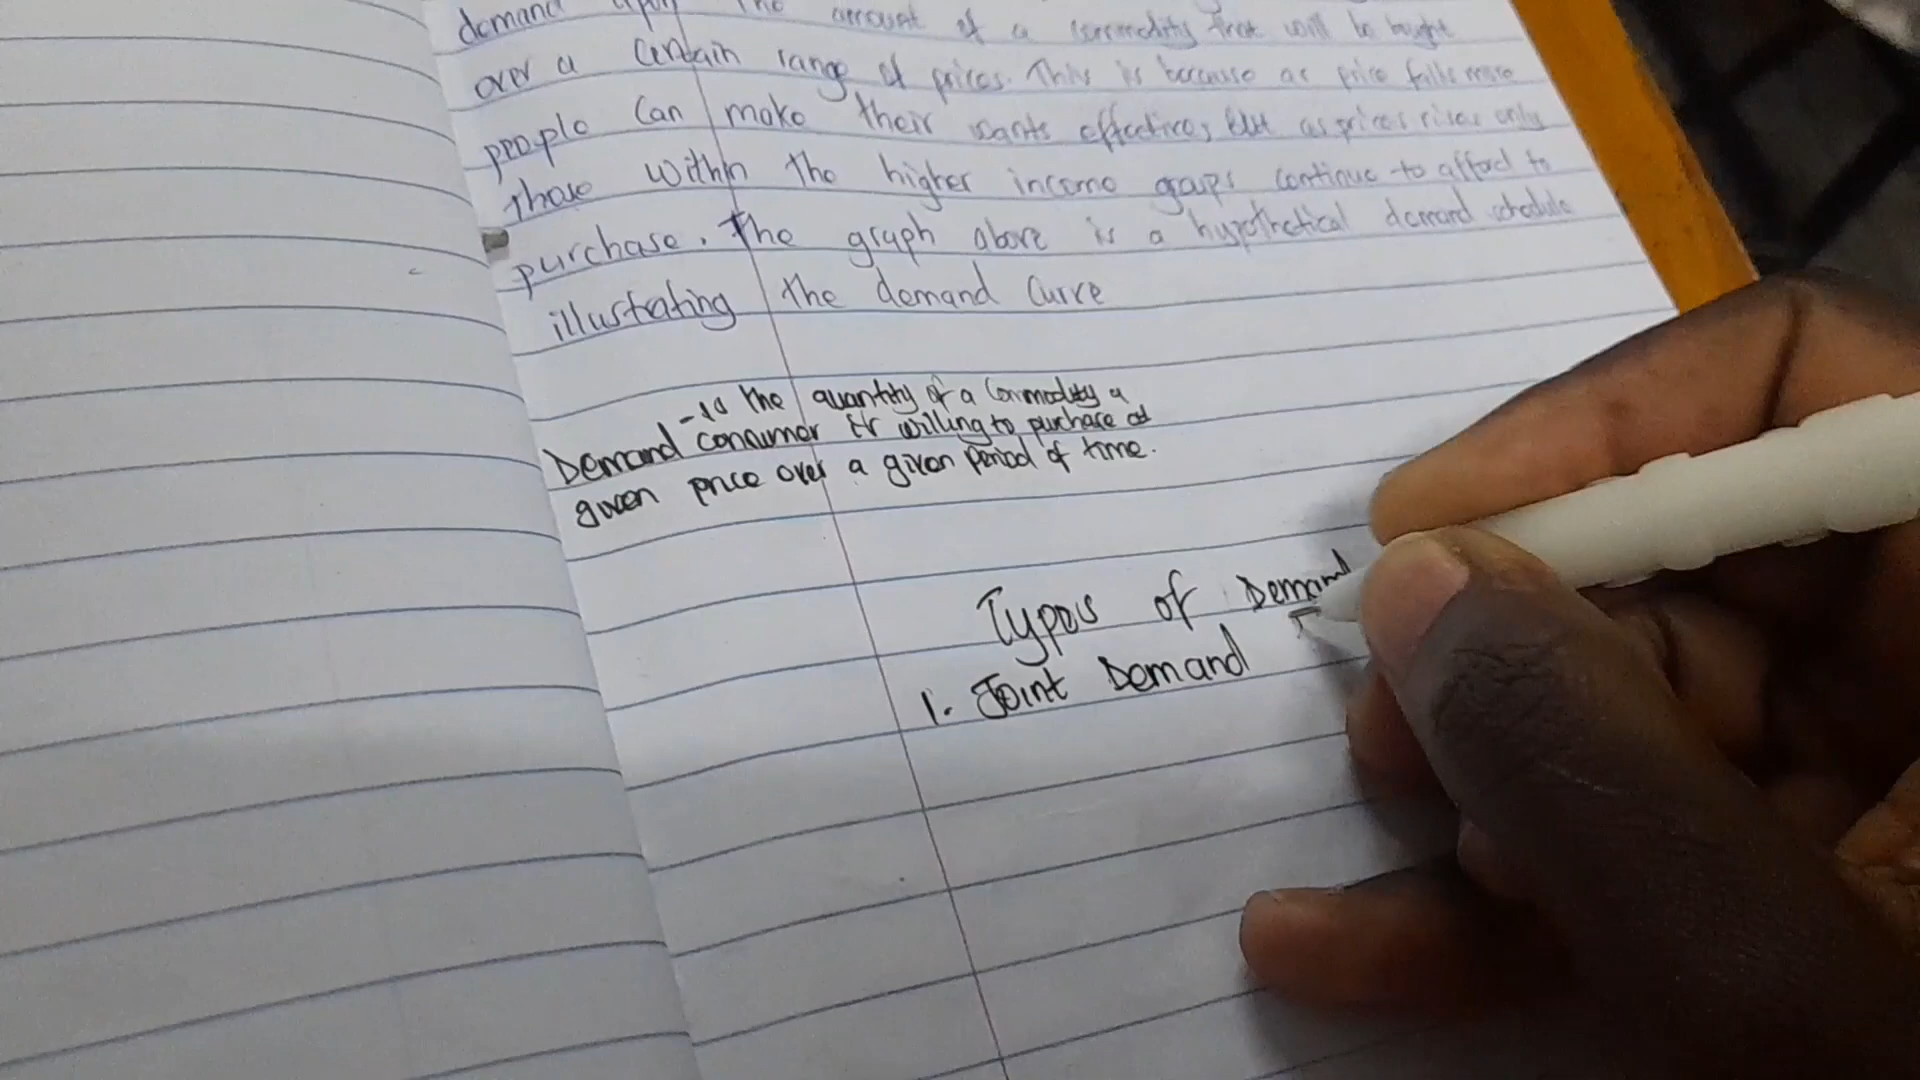 demand upon the amount of a commodity that will be bought
over a certain range of prices. This is because as price falls more
people can make their wants effective, but as prices rises only
those within the higher income groups continue to afford to
purchase. The graph above is a hypothetical demand schedule
illustrating the demand curve
Demand - is the quantity of a commodity a
consumer is willing to purchase at
given price over a given period of time.
Types of Demand
1. Joint Demand